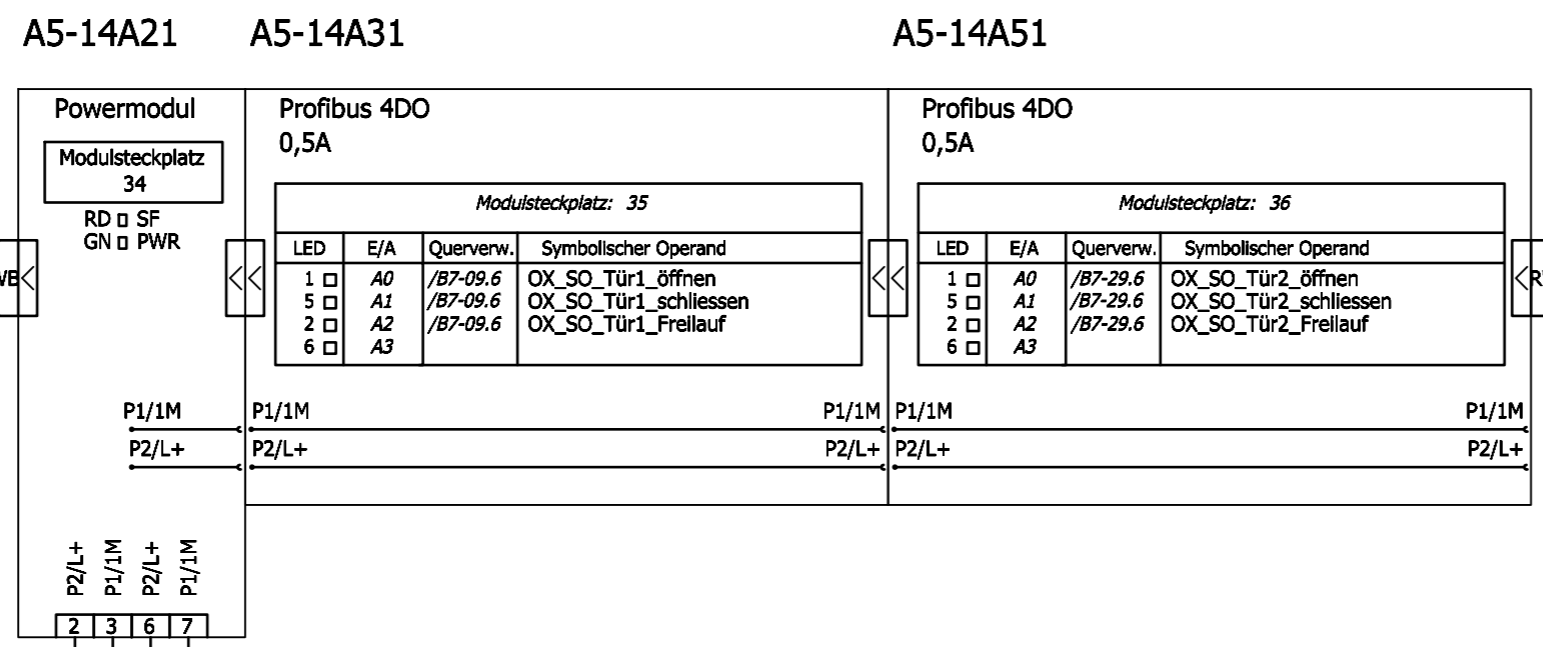 A5-14A21 A5-14A31 A5-14A51
Powermodul
Modulsteckplatz
34
RD SF
GN PWR
P1/1M
P2/L+
P2/L+ P1/1M P2/L+ P1/1M
2 3 6 7
Profibus 4DO
0,5A
Modulsteckplatz: 35
LED E/A Querverw. Symbolischer Operand
1 A0 /B7-09.6 OX_SO_Tür1_öffnen
5 A1 /B7-09.6 OX_SO_Tür1_schliessen
2 A2 /B7-09.6 OX_SO_Tür1_Freilauf
6 A3
P1/1M P1/1M
P2/L+ P2/L+
Profibus 4DO
0,5A
Modulsteckplatz: 36
LED E/A Querverw. Symbolischer Operand
1 A0 /B7-29.6 OX_SO_Tür2_öffnen
5 A1 /B7-29.6 OX_SO_Tür2_schliessen
2 A2 /B7-29.6 OX_SO_Tür2_Freilauf
6 A3
P1/1M P1/1M
P2/L+ P2/L+